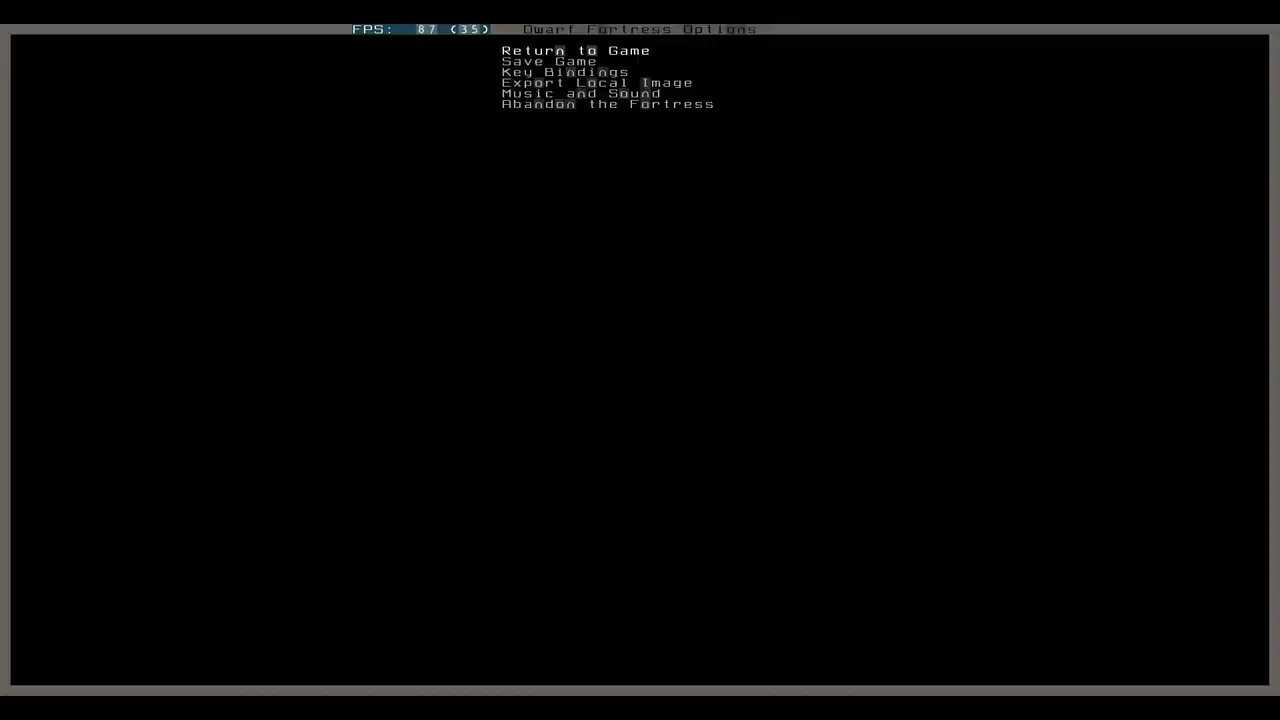 FPS: 87 (35) Dwarf Fortress Options
Return to Game
Save Game
Key Bindings
Export Local Image
Music and Sound
Abandon the Fortress